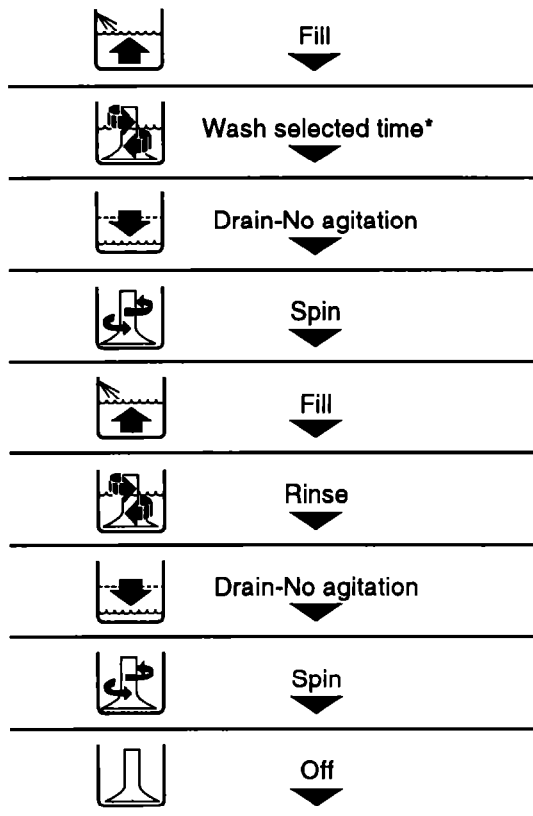 Fill
Wash selected time*
Drain-No agitation
Spin
Fill
Rinse
Drain-No agitation
Spin
Off